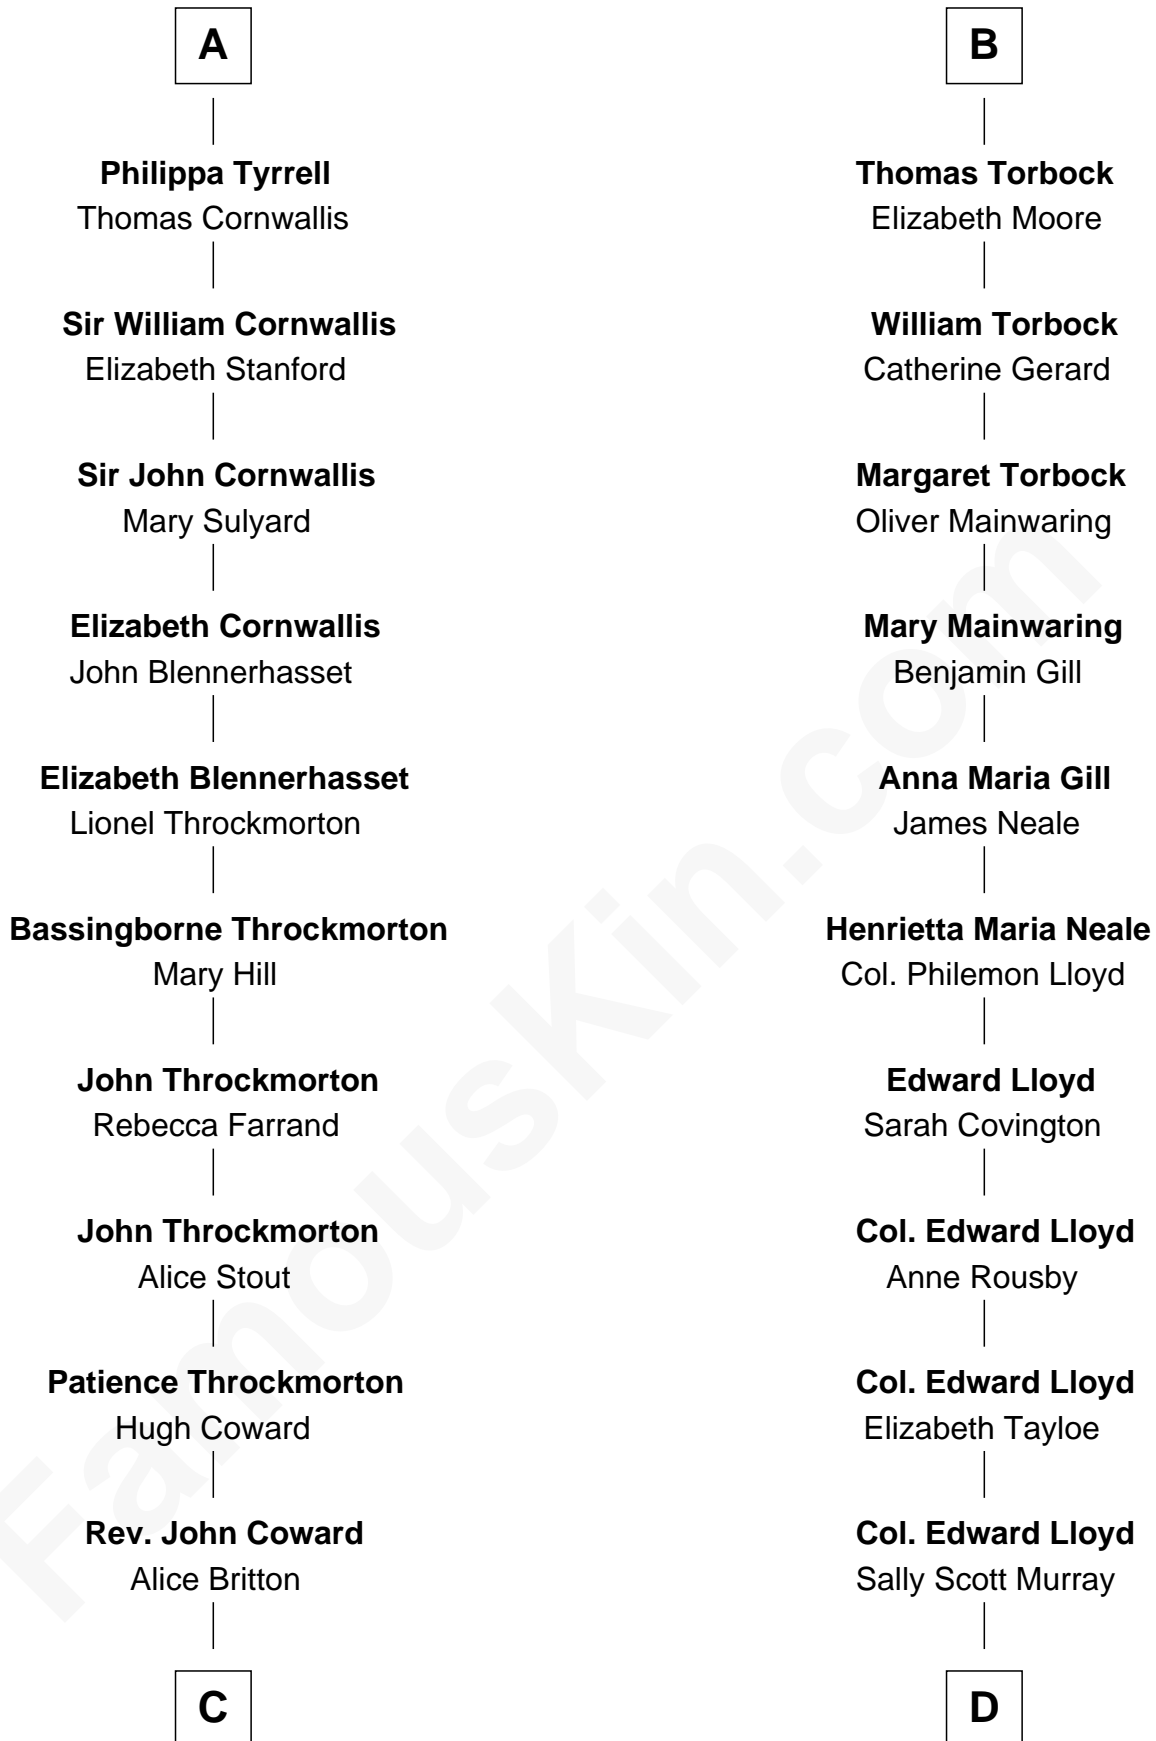 A
Philippa Tyrrell
Thomas Cornwallis
Sir William Cornwallis
Elizabeth Stanford
Sir John Cornwallis
Mary Sulyard
Elizabeth Cornwallis
John Blennerhasset
Elizabeth Blennerhasset
Lionel Throckmorton
Bassingborne Throckmorton
Mary Hill
John Throckmorton
Rebecca Farrand
John Throckmorton
Alice Stout
Patience Throckmorton
Hugh Coward
Rev. John Coward
Alice Britton
C
B
Thomas Torbock
Elizabeth Moore
William Torbock
Catherine Gerard
Margaret Torbock
Oliver Mainwaring
Mary Mainwaring
Benjamin Gill
Anna Maria Gill
James Neale
Henrietta Maria Neale
Col. Philemon Lloyd
Edward Lloyd
Sarah Covington
Col. Edward Lloyd
Anne Rousby
Col. Edward Lloyd
Elizabeth Tayloe
Col. Edward Lloyd
Sally Scott Murray
D
FamousKin.com